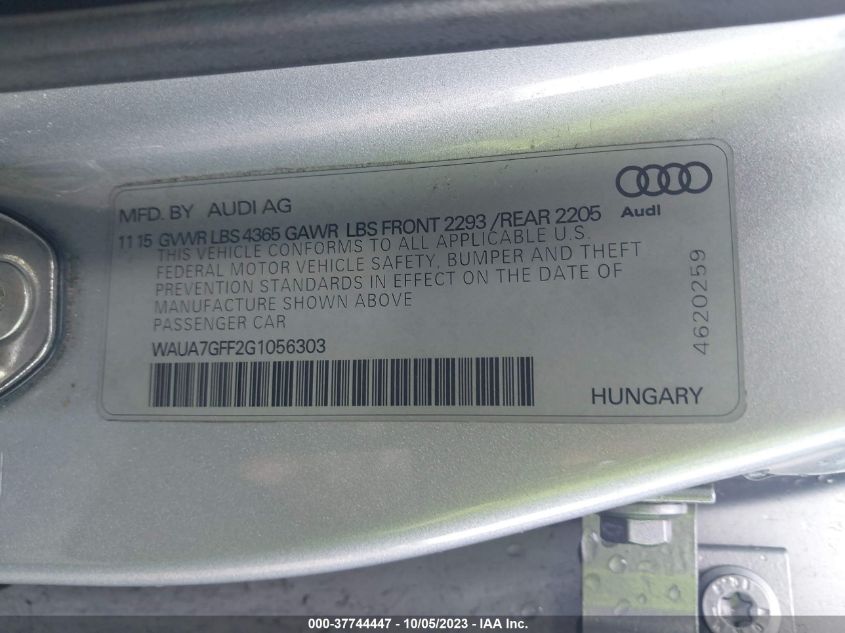 MFD. BY AUDI AG
Audi
11 15 GVWR LBS 4365 GAWR LBS FRONT 2293 /REAR 2205
THIS VEHICLE CONFORMS TO ALL APPLICABLE U.S.
FEDERAL MOTOR VEHICLE SAFETY, BUMPER AND THEFT
PREVENTION STANDARDS IN EFFECT ON THE DATE OF
MANUFACTURE SHOWN ABOVE
PASSENGER CAR
WAUA7GFF2G1056303
4620259
HUNGARY
000-37744447 - 10/05/2023 - IAAI.com.